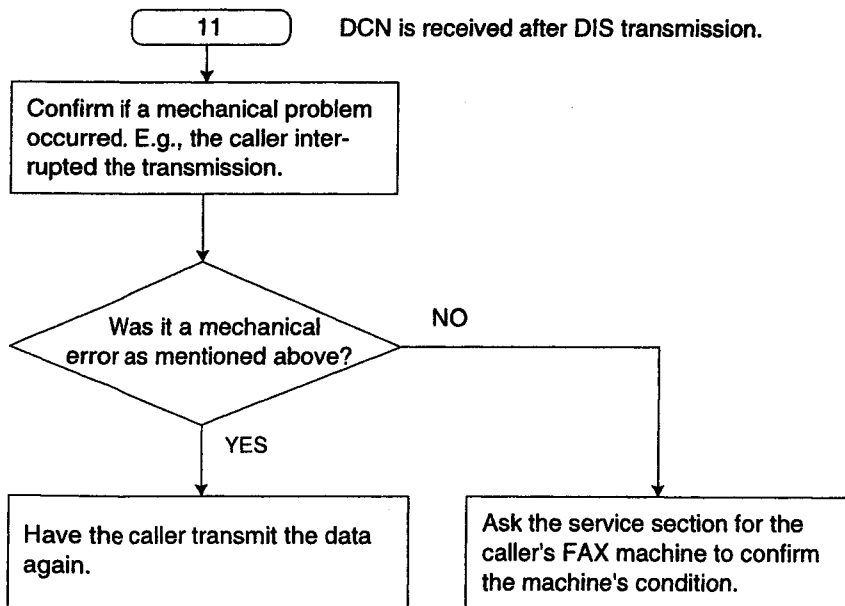 11
DCN is received after DIS transmission.
Confirm if a mechanical problem
occurred. E.g., the caller inter-
rupted the transmission.
Was it a mechanical
error as mentioned above?
NO
YES
Have the caller transmit the data
again.
Ask the service section for the
caller's FAX machine to confirm
the machine's condition.